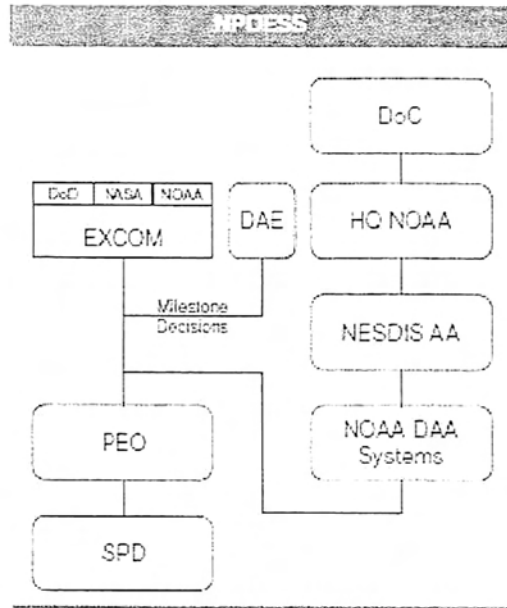 NPOESS
DoC
DoD NASA NOAA
EXCOM
DAE
HQ NOAA
Milestone
Decisions
NESDIS AA
PEO
NOAA DAA
Systems
SPD